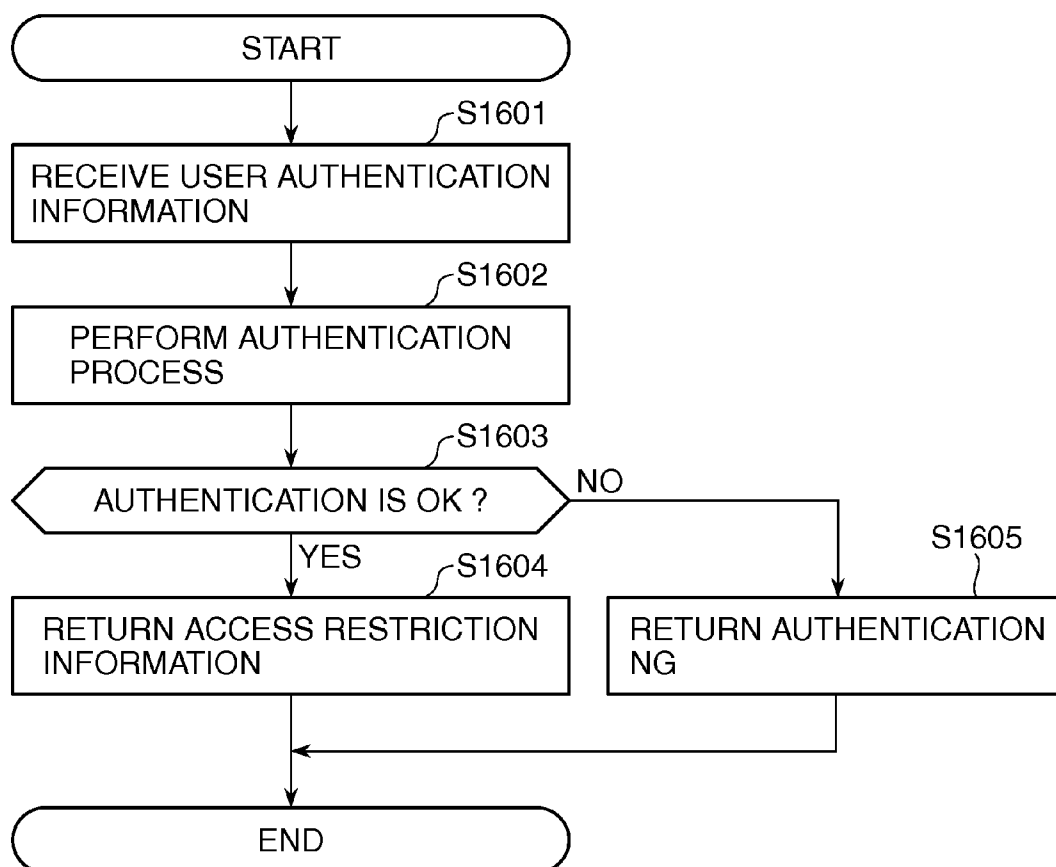 START
S1601
RECEIVE USER AUTHENTICATION
INFORMATION
S1602
PERFORM AUTHENTICATION
PROCESS
S1603
AUTHENTICATION IS OK ?
NO
YES
S1604
RETURN ACCESS RESTRICTION
INFORMATION
S1605
RETURN AUTHENTICATION
NG
END